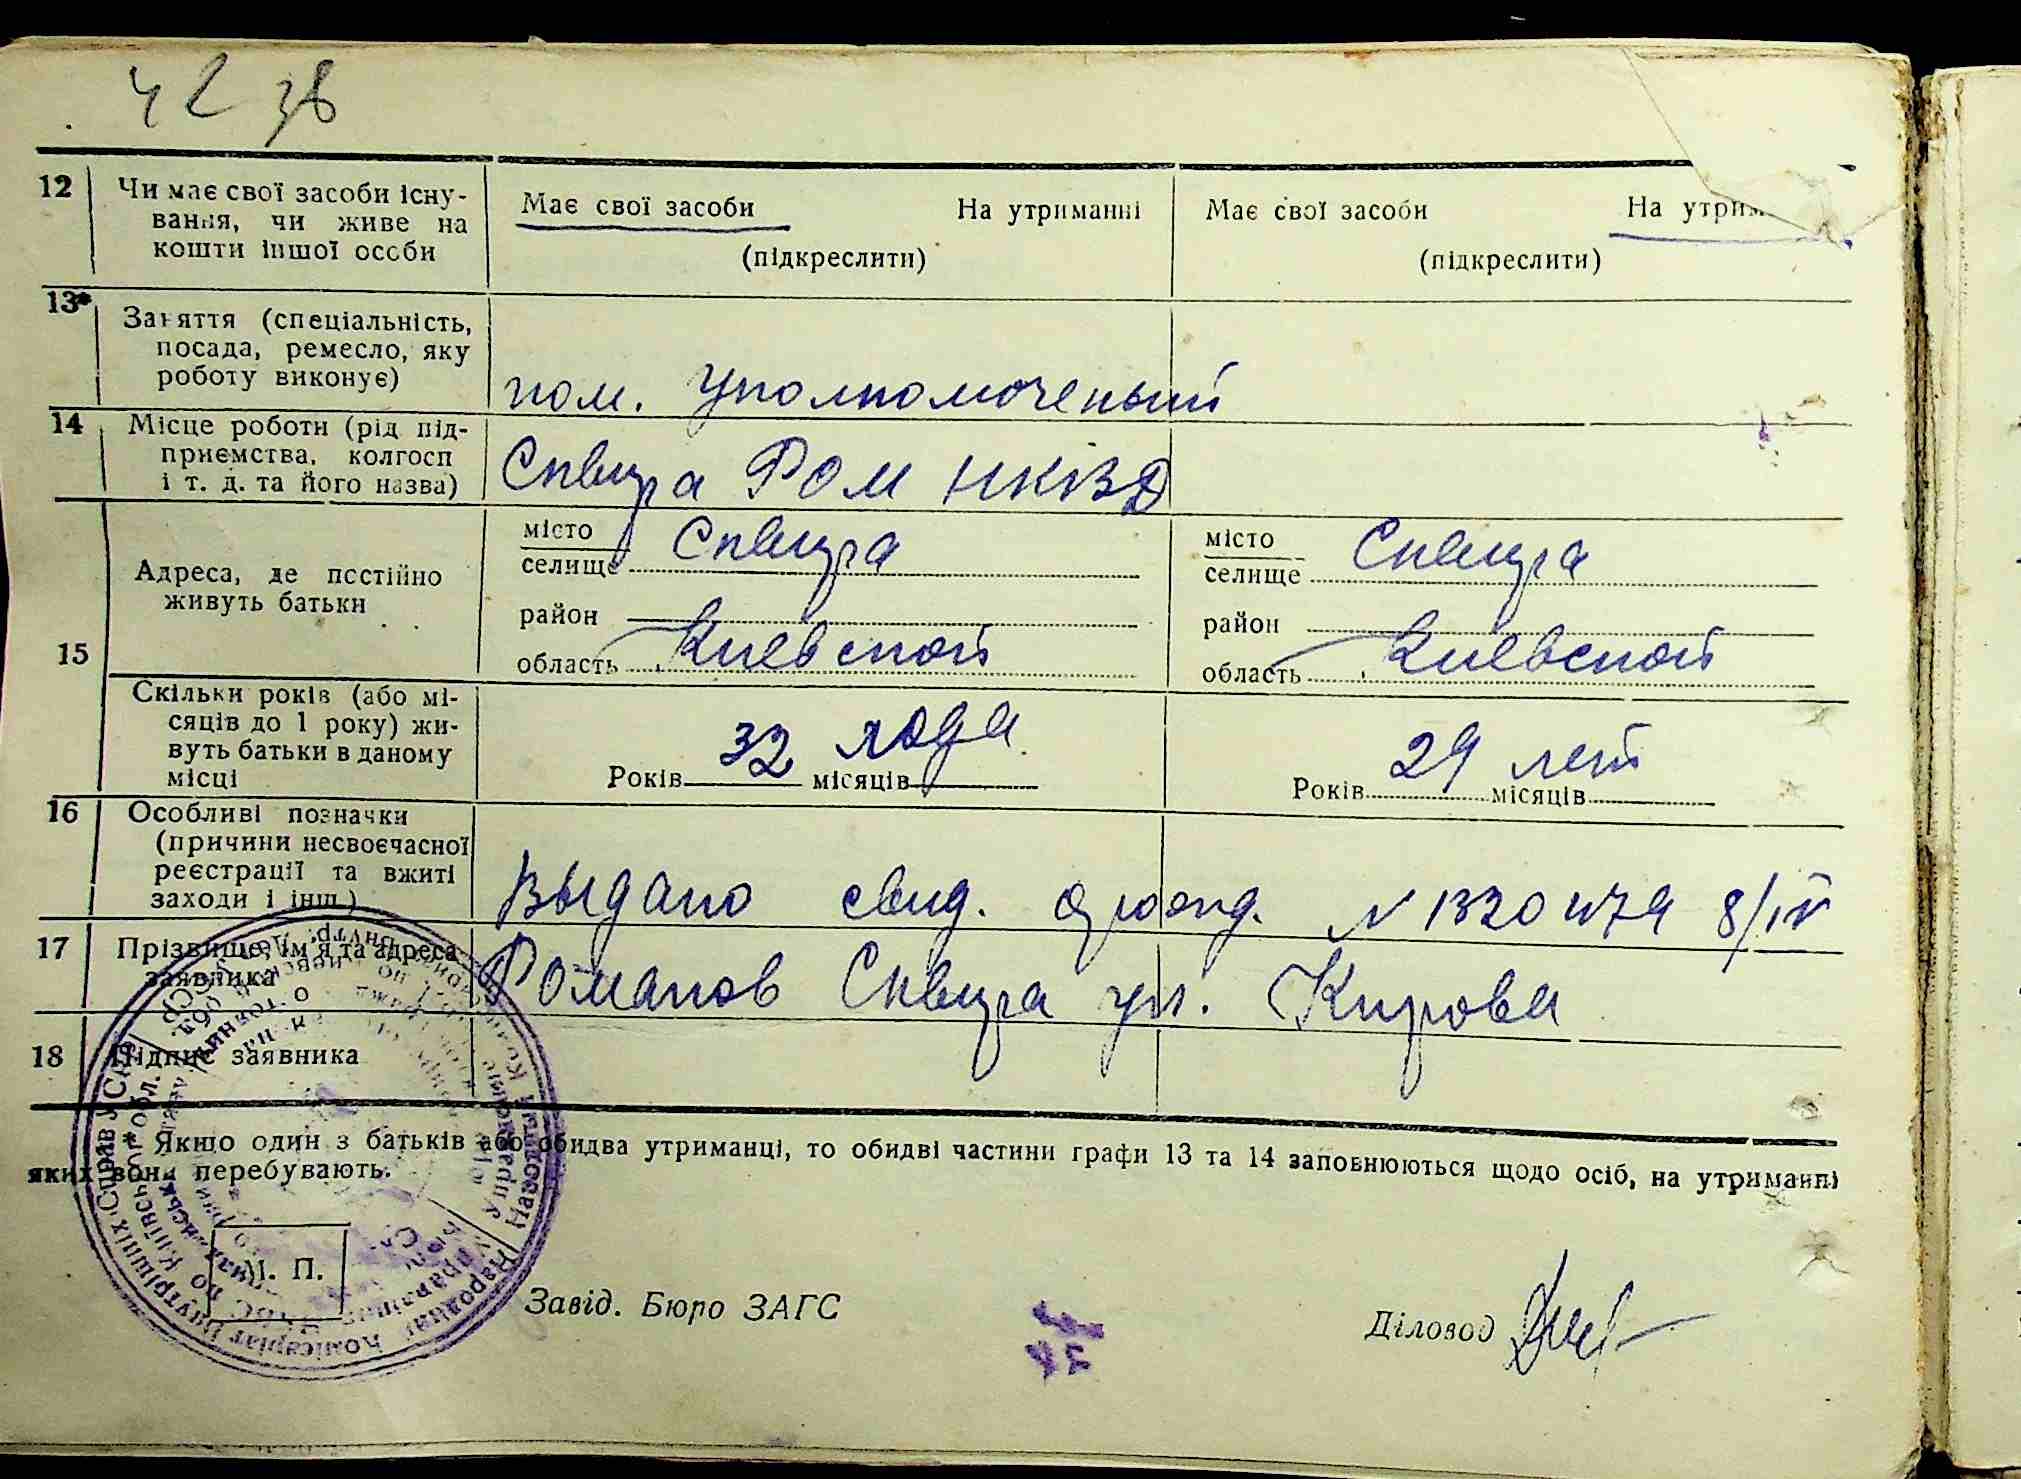 42 зв
12 Чи має свої засоби існу-
вання, чи живе на
кошти іншої особи
Має свої засоби На утриманні
(підкреслити)
Має свої засоби На утрим
(підкреслити)
13* Заняття (спеціальність,
посада, ремесло, яку
роботу виконує)
пом. Уполномоченый
14 Місце роботи (рід під-
приємства, колгосп
і т. д. та його назва)
Сквира РОМ НКВД
15 Адреса, де постійно
живуть батьки
місто
селище Сквира
район
область Киевской
місто
селище Сквира
район
область Киевской
Скільки років (або мі-
сяців до 1 року) жи-
вуть батьки в даному
місці
Років 32 года місяців
Років 29 лет місяців
16 Особливі позначки
(причини несвоєчасної
реєстрації та вжиті
заходи і інш.)
Выдано свид. о рожд. N 1320479 8/IV
17 Прізвище, ім'я та адреса
заявника
Романов Сквира ул. Кирова
18 Підпис заявника
* Якщо один з батьків або обидва утриманці, то обидві частини графи 13 та 14 заповнюються щодо осіб, на утриманні
яких вони перебувають.
М. П.
Завід. Бюро ЗАГС
Діловод